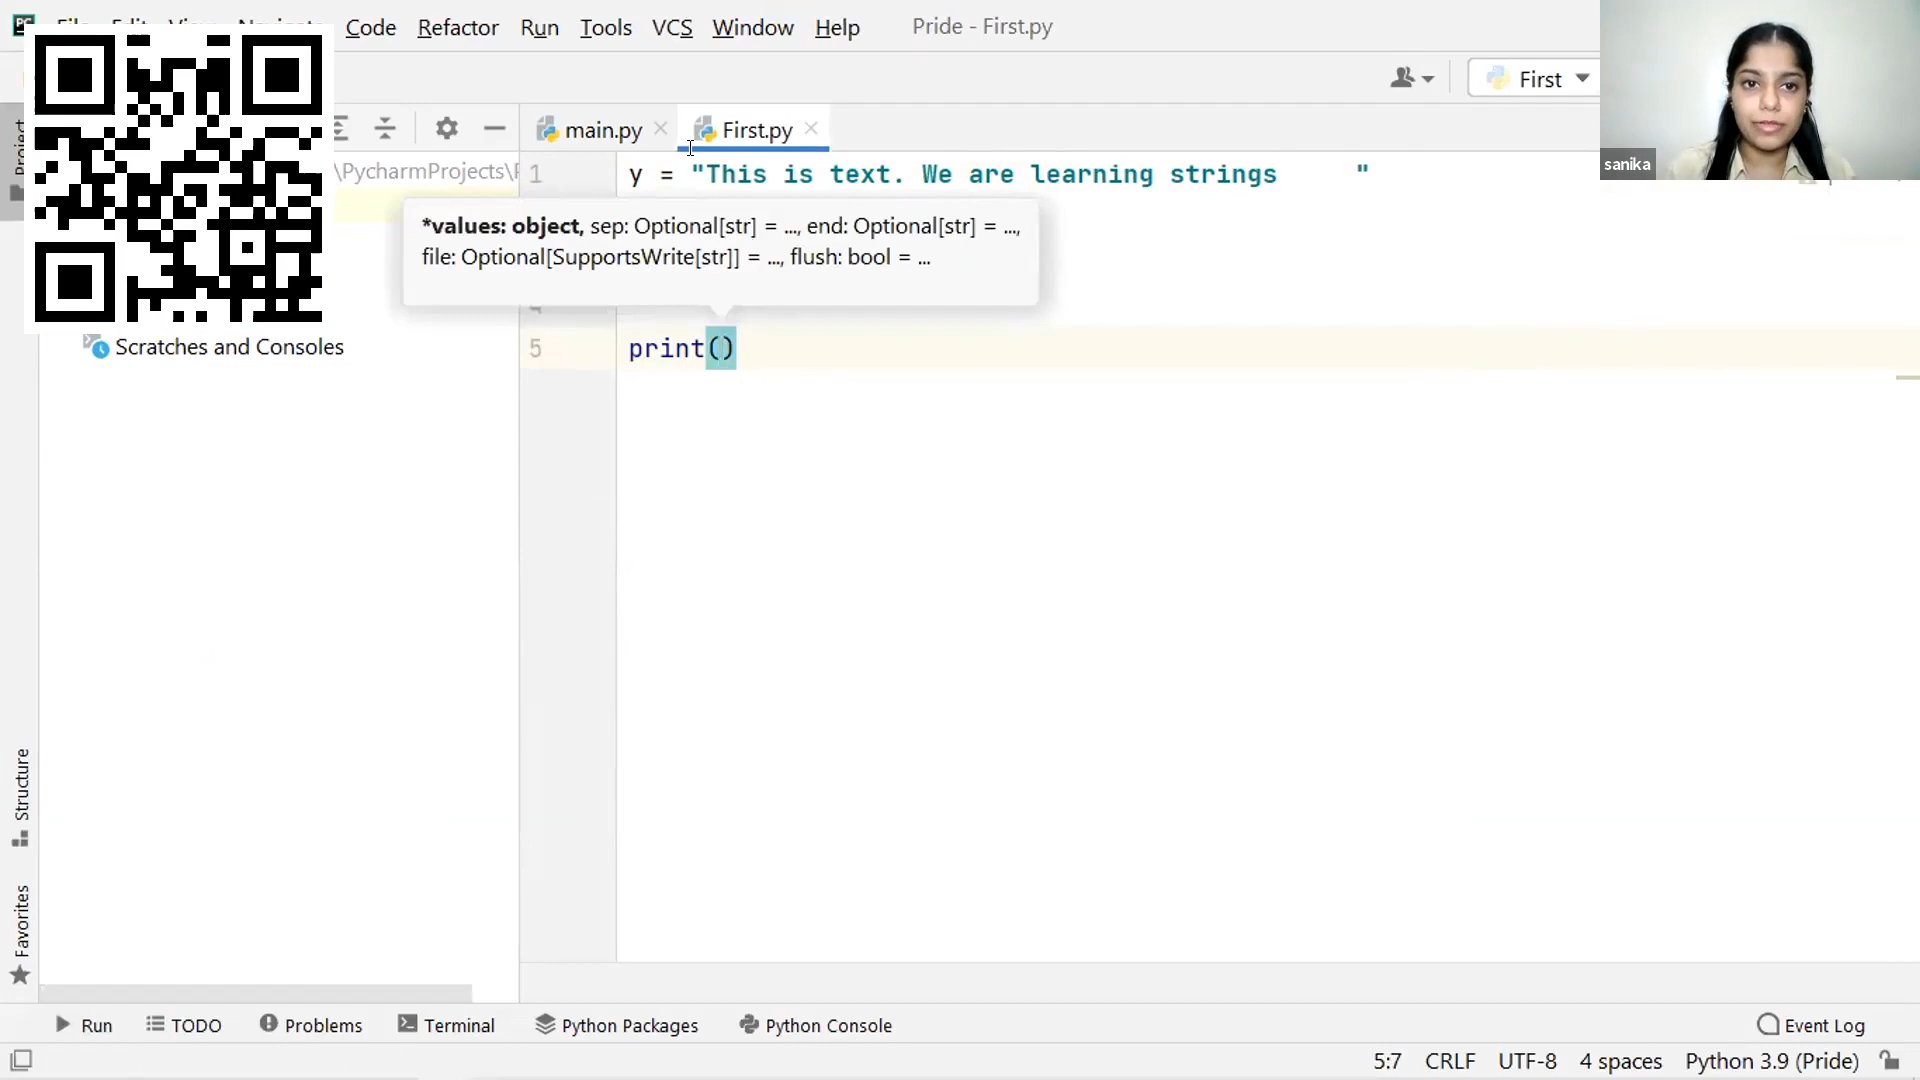 Code Refactor Run Tools VCS Window Help Pride - First.py
First
Project
main.py First.py
sanika
\PycharmProjects\
1 y = "This is text. We are learning strings     "
*values: object, sep: Optional[str] = ..., end: Optional[str] = ...,
file: Optional[SupportsWrite[str]] = ..., flush: bool = ...
Scratches and Consoles
5 print()
Structure
Favorites
Run TODO Problems Terminal Python Packages Python Console Event Log
5:7 CRLF UTF-8 4 spaces Python 3.9 (Pride)